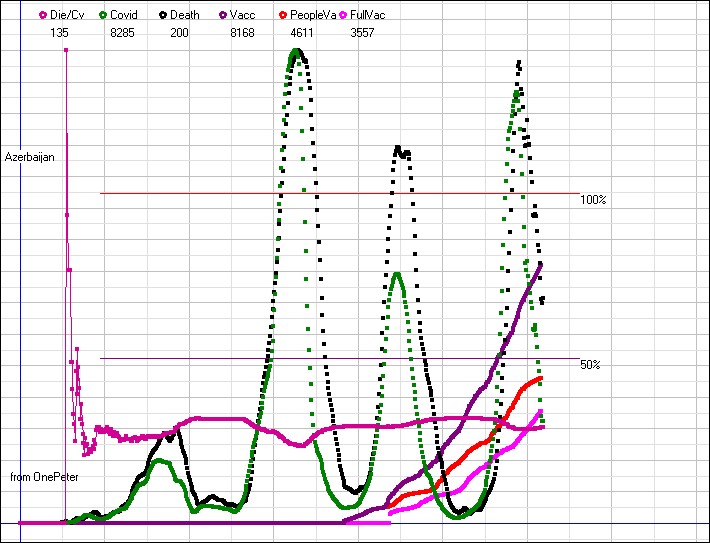 Die/Cv Covid Death Vacc PeopleVa FullVac
135 8285 200 8168 4611 3557
Azerbaijan
100%
50%
from OnePeter